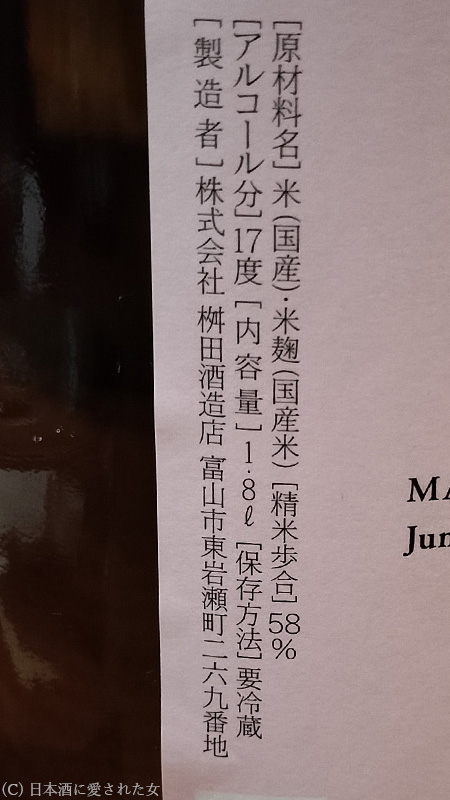 ［原材料名］米（国産）・米麹（国産米）［精米歩合］58％
［アルコール分］17度［内容量］1.8ℓ［保存方法］要冷蔵
［製造者］株式会社 桝田酒造店 富山市東岩瀬町二六九番地
MA
Jun
(C) 日本酒に愛された女